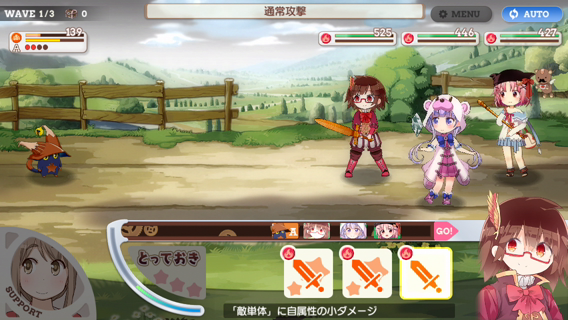 WAVE 1/3 0
通常攻撃
MENU
AUTO
139
A
525
446
427
GO!
とっておき
SUPPORT
「敵単体」に自属性の小ダメージ